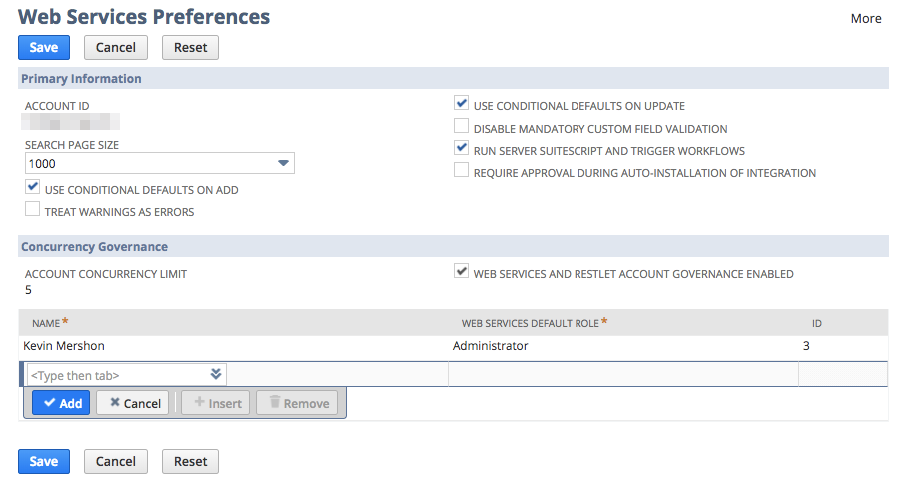 Web Services Preferences
More
Save Cancel Reset
Primary Information
ACCOUNT ID
SEARCH PAGE SIZE
1000
USE CONDITIONAL DEFAULTS ON ADD
TREAT WARNINGS AS ERRORS
USE CONDITIONAL DEFAULTS ON UPDATE
DISABLE MANDATORY CUSTOM FIELD VALIDATION
RUN SERVER SUITESCRIPT AND TRIGGER WORKFLOWS
REQUIRE APPROVAL DURING AUTO-INSTALLATION OF INTEGRATION
Concurrency Governance
ACCOUNT CONCURRENCY LIMIT
5
WEB SERVICES AND RESTLET ACCOUNT GOVERNANCE ENABLED
NAME * WEB SERVICES DEFAULT ROLE * ID
Kevin Mershon Administrator 3
<Type then tab>
Add Cancel Insert Remove
Save Cancel Reset